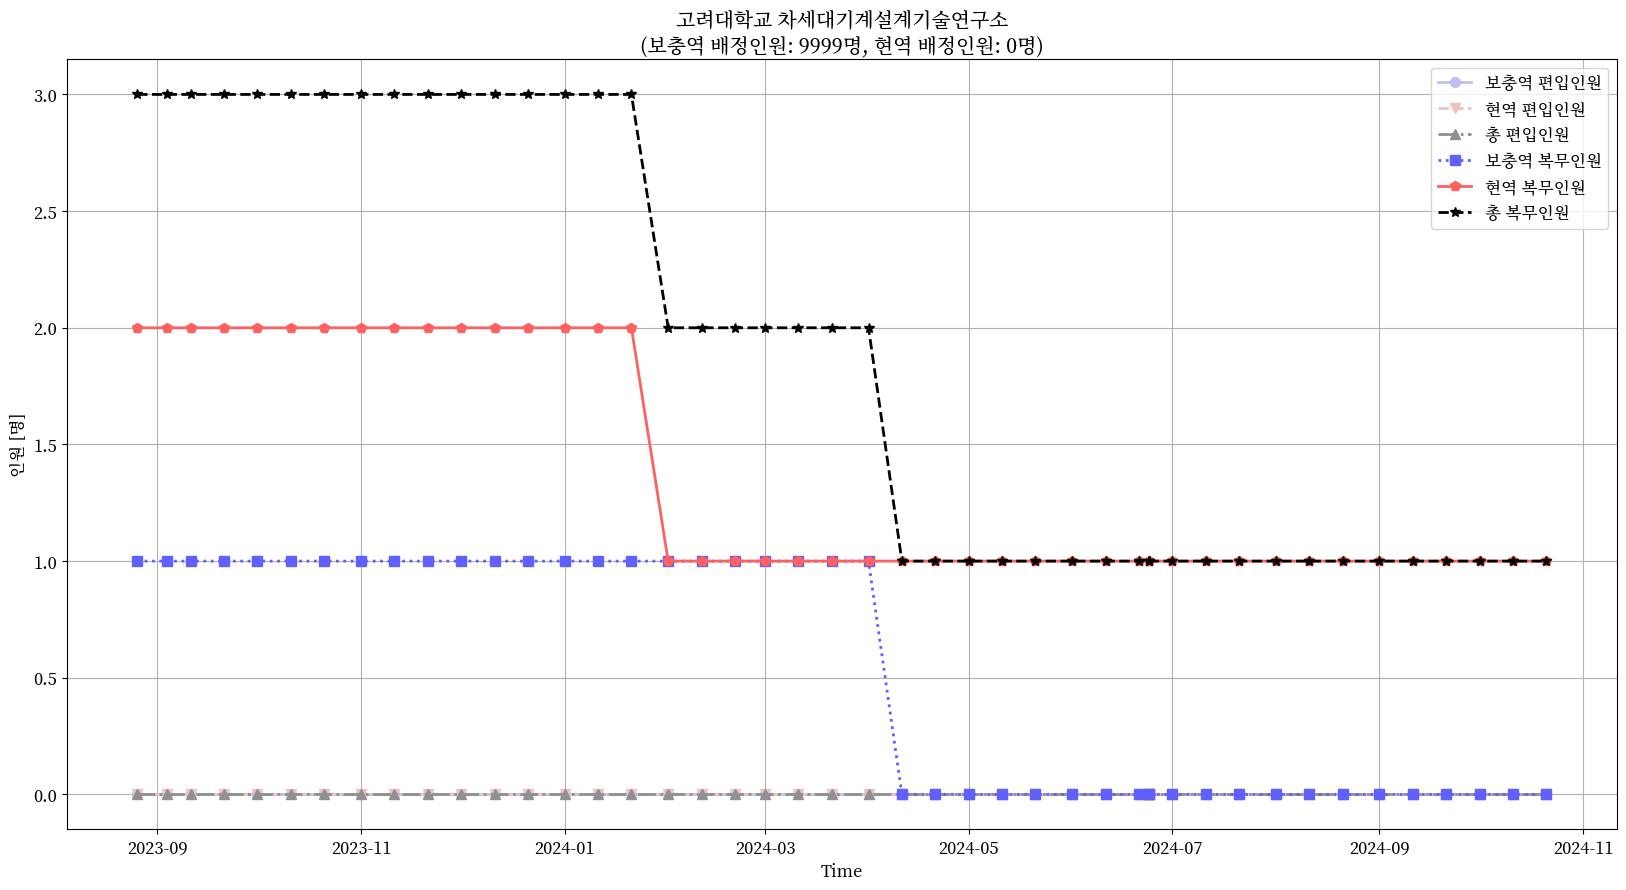 고려대학교 차세대기계설계기술연구소
(보충역 배정인원: 9999명, 현역 배정인원: 0명)
보충역 편입인원
현역 편입인원
총 편입인원
보충역 복무인원
현역 복무인원
총 복무인원
인원 [명]
3.0
2.5
2.0
1.5
1.0
0.5
0.0
2023-09
2023-11
2024-01
2024-03
2024-05
2024-07
2024-09
2024-11
Time